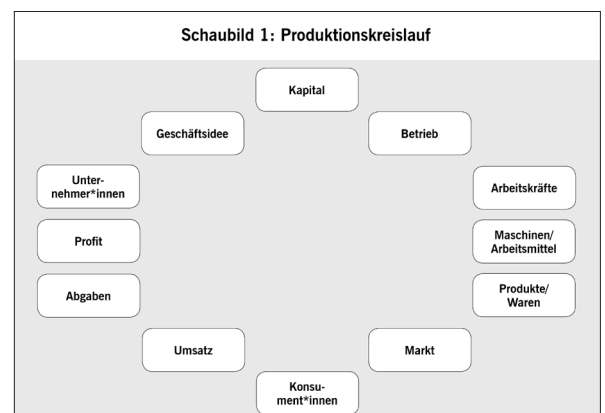 Schaubild 1: Produktionskreislauf
Kapital
Geschäftsidee
Betrieb
Unter-
nehmer*innen
Arbeitskräfte
Profit
Maschinen/
Arbeitsmittel
Abgaben
Produkte/
Waren
Umsatz
Markt
Konsu-
ment*innen